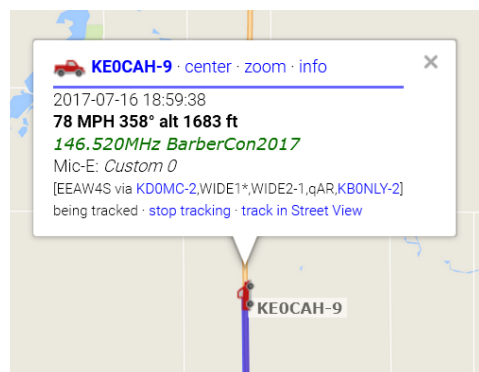 KE0CAH-9 · center · zoom · info ×
2017-07-16 18:59:38
78 MPH 358° alt 1683 ft
146.520MHz BarberCon2017
Mic-E: Custom 0
[EEAW4S via KD0MC-2,WIDE1*,WIDE2-1,qAR,KB0NLY-2]
being tracked · stop tracking · track in Street View
KE0CAH-9